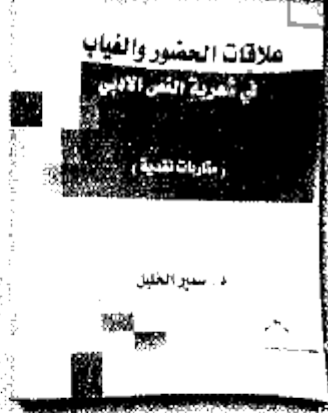 علاقات الحضور والغياب
في شعرية النص الأدبي
( مقاربات نقدية )
د. سمير الخليل